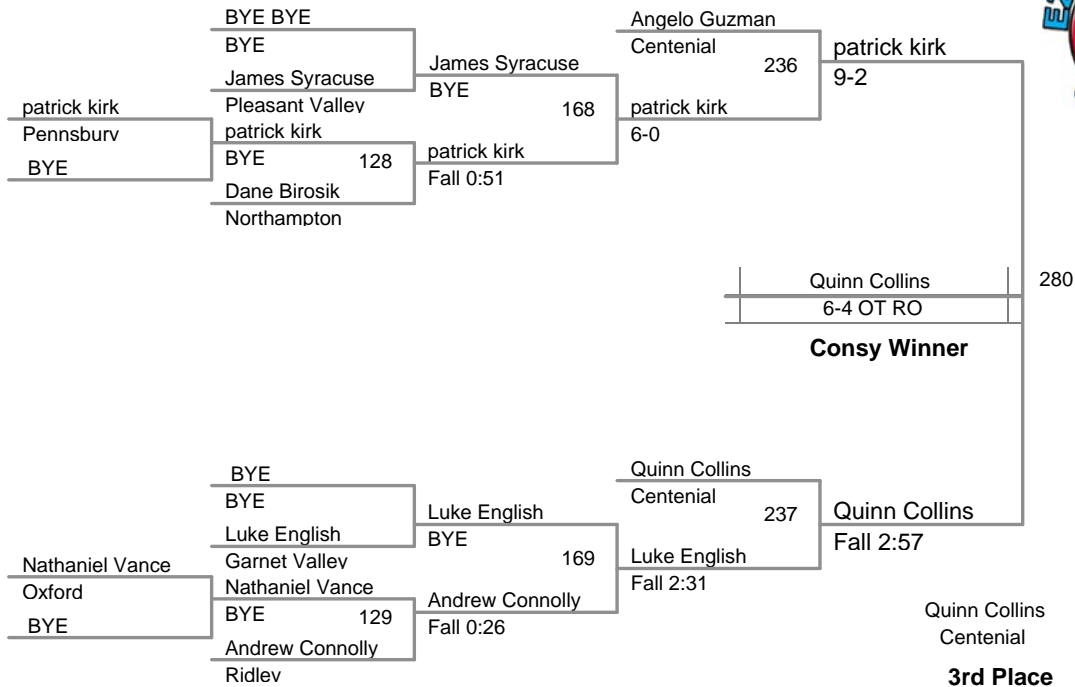 BYE BYE
BYE
James Syracuse
Pleasant Valley
patrick kirk
Pennsbury
BYE
patrick kirk
BYE
128
Dane Birosik
Northampton
James Syracuse
BYE
168
patrick kirk
Fall 0:51
Angelo Guzman
Centenial
236
patrick kirk
6-0
patrick kirk
9-2
280
Quinn Collins
6-4 OT RO
Consy Winner
BYE
BYE
Luke English
Garnet Valley
Nathaniel Vance
Oxford
BYE
Nathaniel Vance
BYE
129
Andrew Connolly
Ridley
Luke English
BYE
169
Andrew Connolly
Fall 0:26
Quinn Collins
Centenial
237
Luke English
Fall 2:31
Quinn Collins
Fall 2:57
Quinn Collins
Centenial
3rd Place